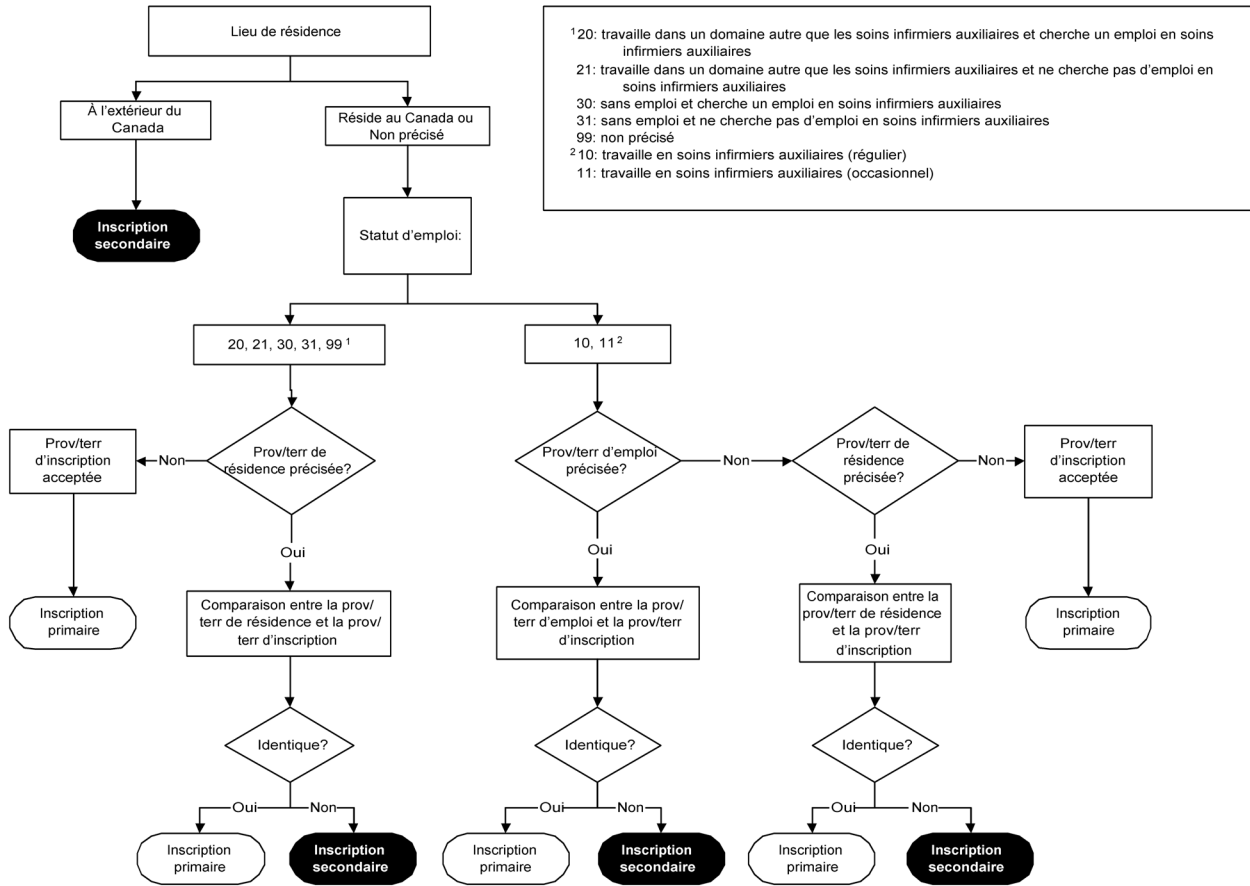 Lieu de résidence
¹20: travaille dans un domaine autre que les soins infirmiers auxiliaires et cherche un emploi en soins
infirmiers auxiliaires
21: travaille dans un domaine autre que les soins infirmiers auxiliaires et ne cherche pas d'emploi en
soins infirmiers auxiliaires
30: sans emploi et cherche un emploi en soins infirmiers auxiliaires
31: sans emploi et ne cherche pas d'emploi en soins infirmiers auxiliaires
99: non précisé
²10: travaille en soins infirmiers auxiliaires (régulier)
11: travaille en soins infirmiers auxiliaires (occasionnel)
À l'extérieur du
Canada
Réside au Canada ou
Non précisé
Inscription
secondaire
Statut d'emploi:
20, 21, 30, 31, 99 ¹
10, 11 ²
Prov/terr
d'inscription
acceptée
Non
Prov/terr de
résidence précisée?
Prov/terr d'emploi
précisée?
Non
Prov/terr de
résidence
précisée?
Non
Prov/terr
d'inscription
acceptée
Oui
Oui
Oui
Inscription
primaire
Comparaison entre la prov/
terr de résidence et la prov/
terr d'inscription
Comparaison entre la prov/
terr d'emploi et la prov/terr
d'inscription
Comparaison entre la
prov/terr de résidence
et la prov/terr
d'inscription
Inscription
primaire
Identique?
Identique?
Identique?
Oui
Non
Oui
Non
Oui
Non
Inscription
primaire
Inscription
secondaire
Inscription
primaire
Inscription
secondaire
Inscription
primaire
Inscription
secondaire